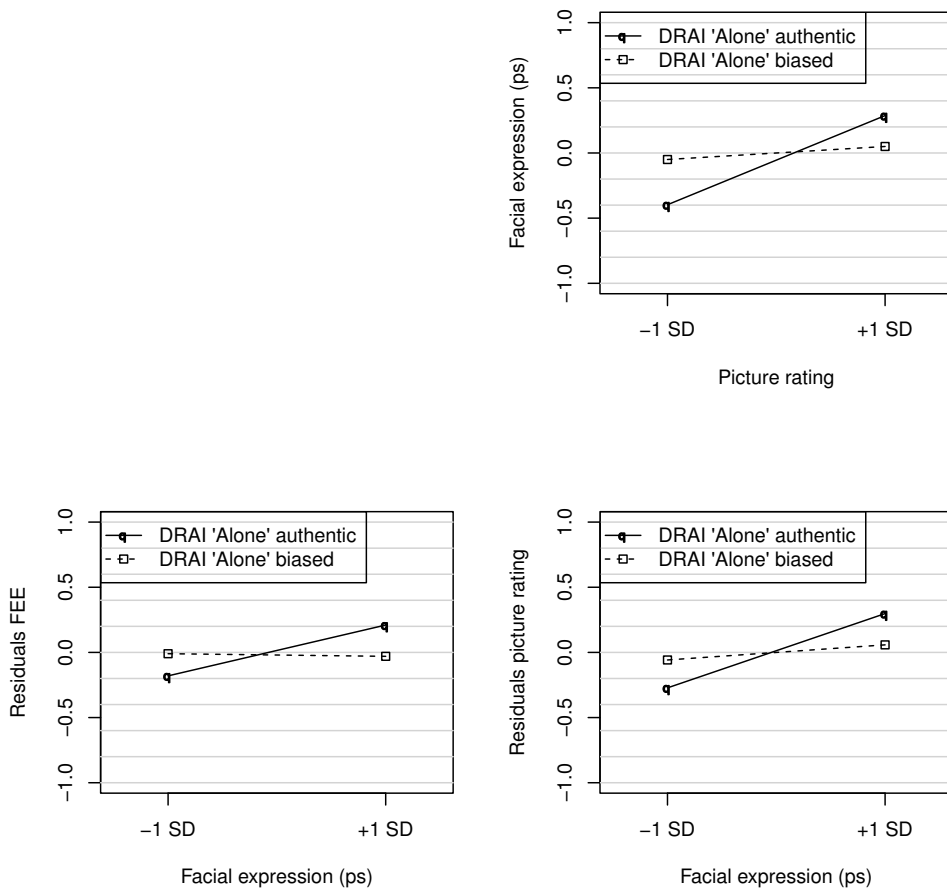 DRAI 'Alone' authentic
DRAI 'Alone' biased
Facial expression (ps)
1.0
0.5
0.0
−0.5
−1.0
−1 SD
+1 SD
Picture rating
DRAI 'Alone' authentic
DRAI 'Alone' biased
Residuals FEE
1.0
0.5
0.0
−0.5
−1.0
−1 SD
+1 SD
Facial expression (ps)
DRAI 'Alone' authentic
DRAI 'Alone' biased
Residuals picture rating
1.0
0.5
0.0
−0.5
−1.0
−1 SD
+1 SD
Facial expression (ps)